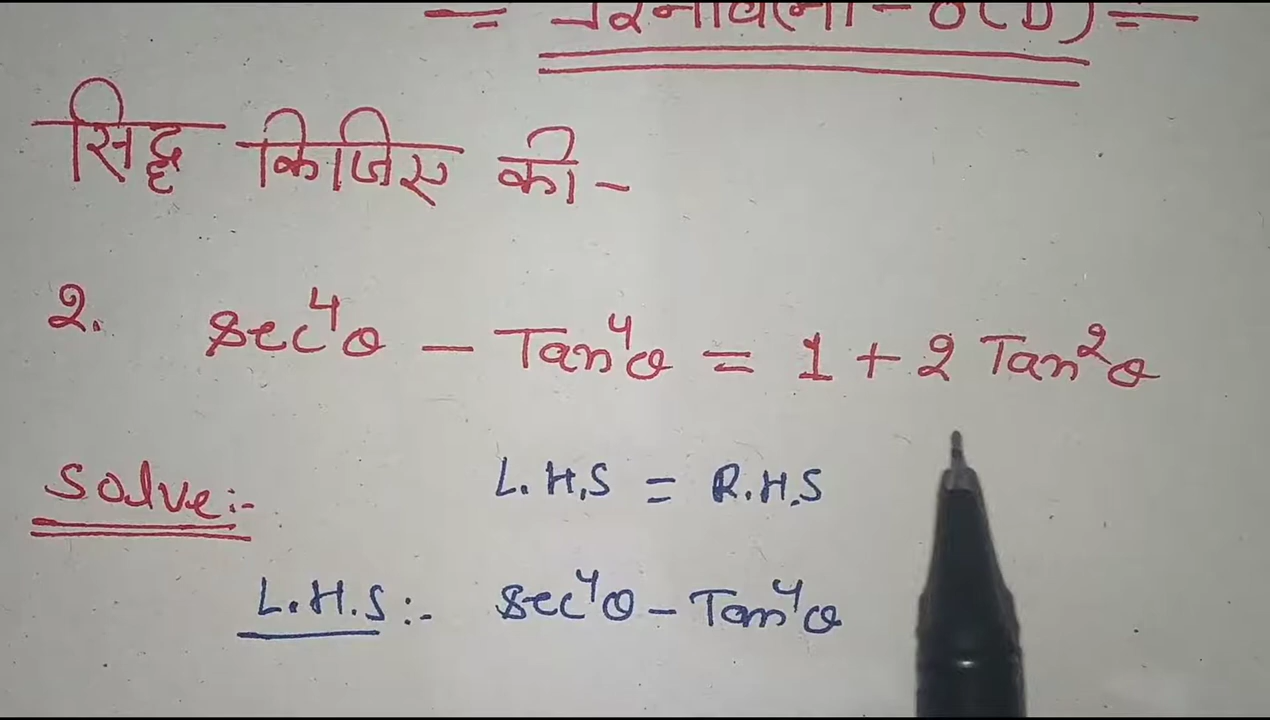 सिद्ध किजिए की -
2. sec⁴θ - Tan⁴θ = 1 + 2 Tan²θ
Solve:-
L.H.S = R.H.S
L.H.S:- sec⁴θ - Tan⁴θ